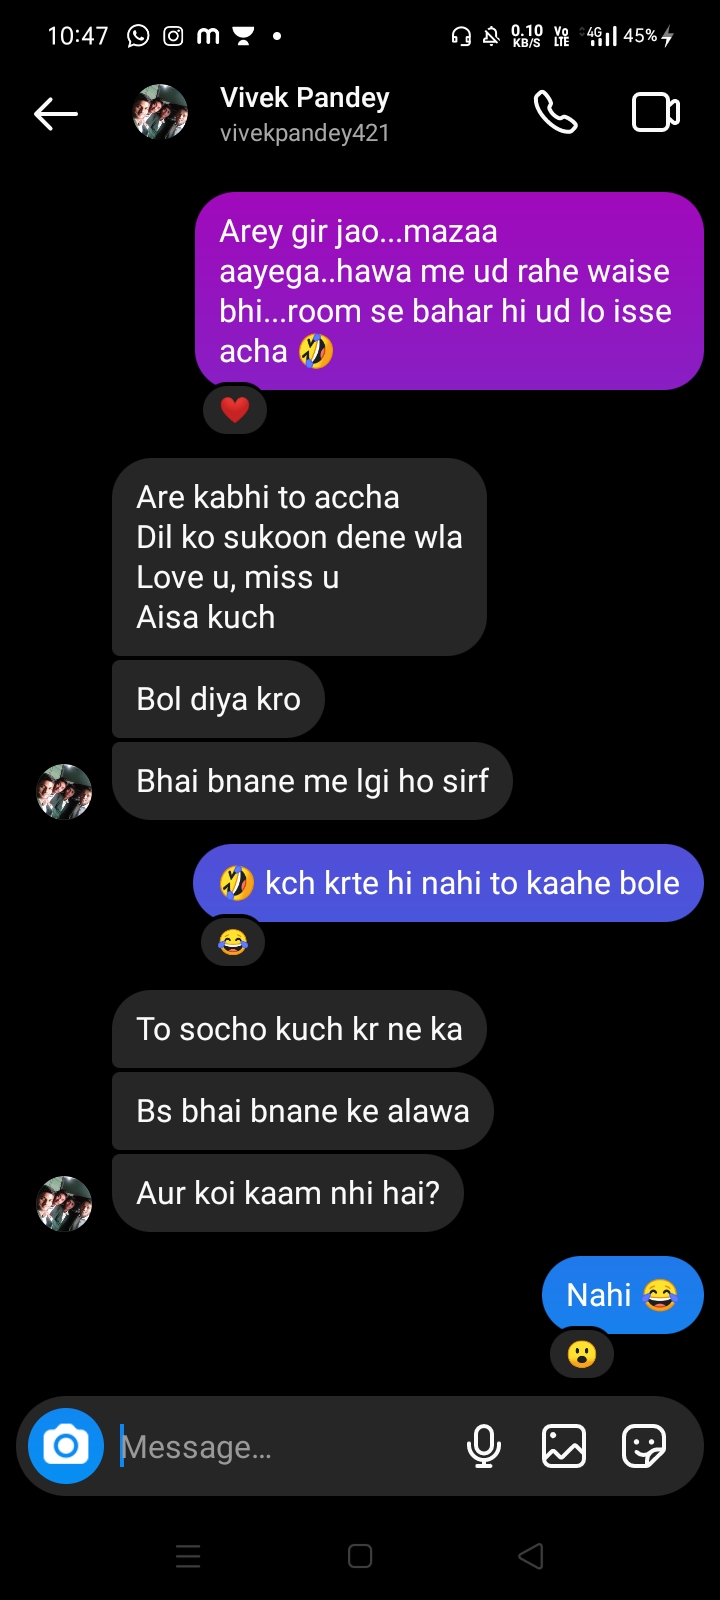 10:47
0.10 KB/S Vo LTE 4G 45%
Vivek Pandey
vivekpandey421
Arey gir jao...mazaa
aayega..hawa me ud rahe waise
bhi...room se bahar hi ud lo isse
acha 🤣
❤️
Are kabhi to accha
Dil ko sukoon dene wla
Love u, miss u
Aisa kuch
Bol diya kro
Bhai bnane me lgi ho sirf
🤣 kch krte hi nahi to kaahe bole
😂
To socho kuch kr ne ka
Bs bhai bnane ke alawa
Aur koi kaam nhi hai?
Nahi 😂
😮
Message...